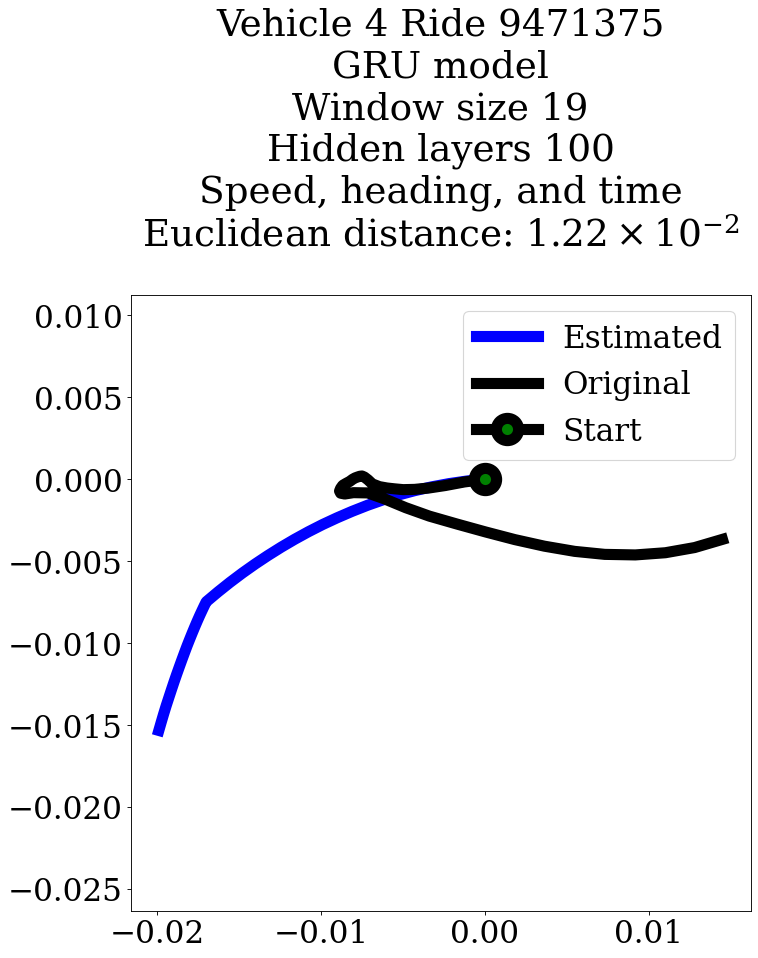 Vehicle 4 Ride 9471375
GRU model
Window size 19
Hidden layers 100
Speed, heading, and time
Euclidean distance: 1.22 × 10⁻²
Estimated
Original
Start
0.010
0.005
0.000
−0.005
−0.010
−0.015
−0.020
−0.025
−0.02
−0.01
0.00
0.01